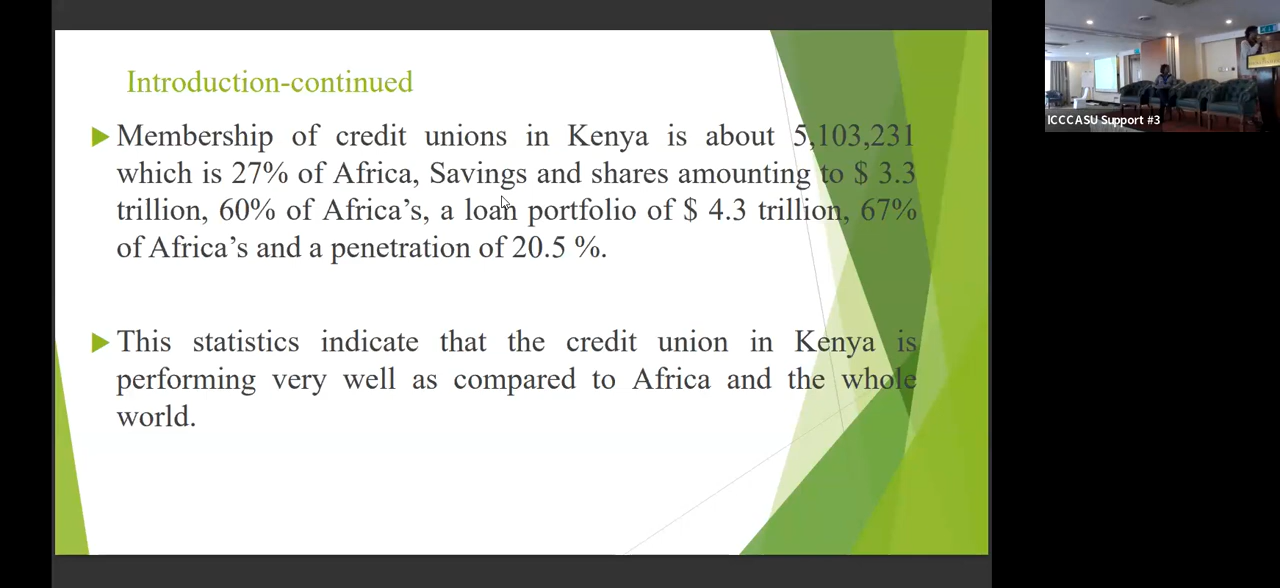 Introduction-continued
Membership of credit unions in Kenya is about 5,103,231
which is 27% of Africa, Savings and shares amounting to $ 3.3
trillion, 60% of Africa's, a loan portfolio of $ 4.3 trillion, 67%
of Africa's and a penetration of 20.5 %.
This statistics indicate that the credit union in Kenya is
performing very well as compared to Africa and the whole
world.
ICCCASU Support #3